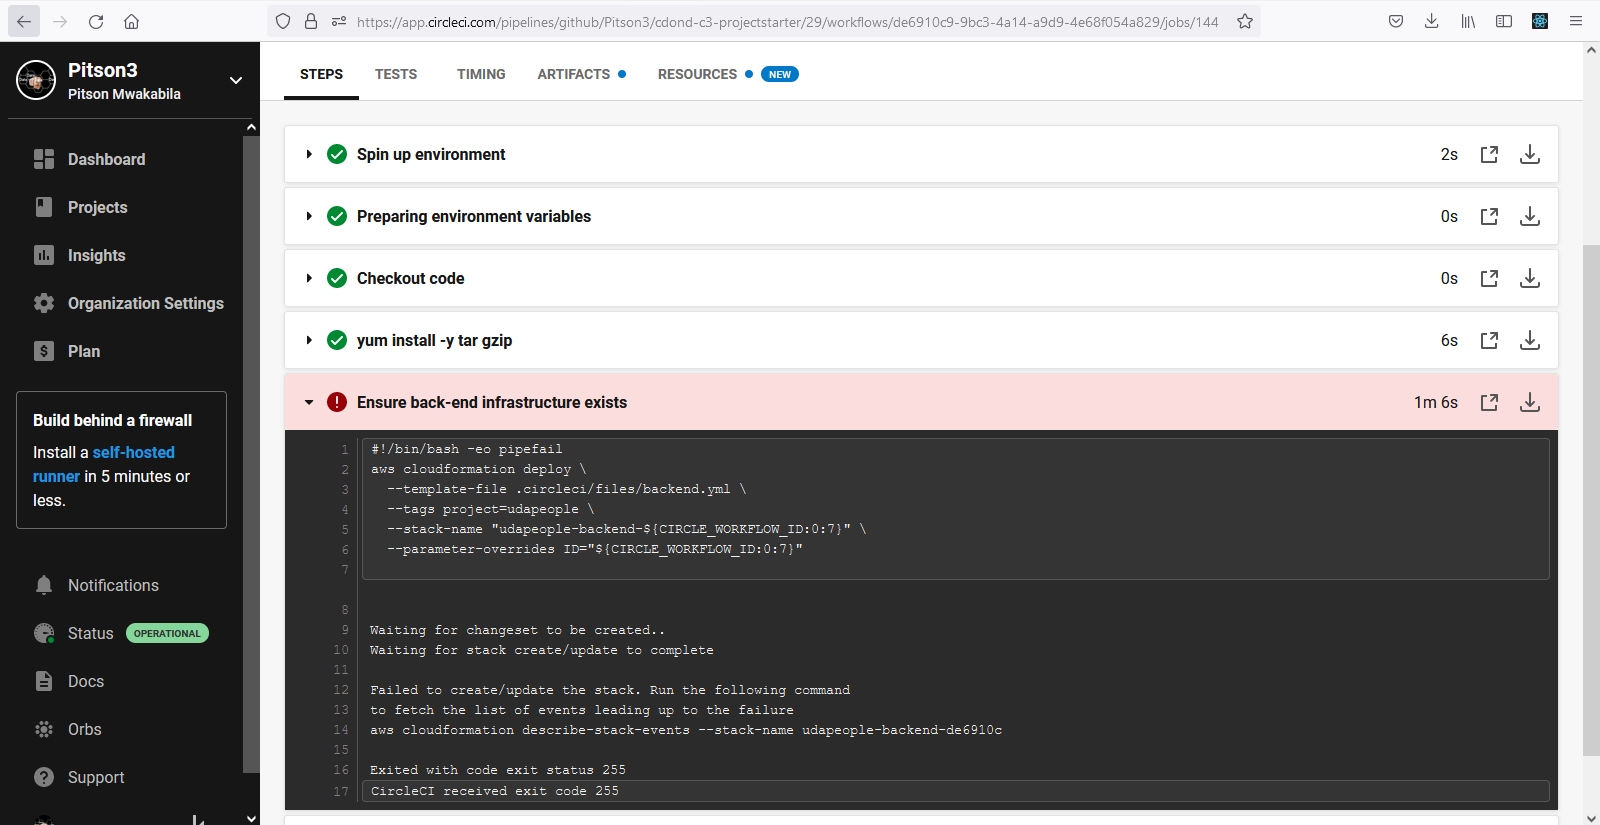 https://app.circleci.com/pipelines/github/Pitson3/cdond-c3-projectstarter/29/workflows/de6910c9-9bc3-4a14-a9d9-4e68f054a829/jobs/144
Pitson3
Pitson Mwakabila
Dashboard
Projects
Insights
Organization Settings
Plan
Build behind a firewall
Install a self-hosted
runner in 5 minutes or
less.
Notifications
Status OPERATIONAL
Docs
Orbs
Support
STEPS TESTS TIMING ARTIFACTS RESOURCES NEW
Spin up environment 2s
Preparing environment variables 0s
Checkout code 0s
yum install -y tar gzip 6s
Ensure back-end infrastructure exists 1m 6s
1 #!/bin/bash -eo pipefail
2 aws cloudformation deploy \
3 --template-file .circleci/files/backend.yml \
4 --tags project=udapeople \
5 --stack-name "udapeople-backend-${CIRCLE_WORKFLOW_ID:0:7}" \
6 --parameter-overrides ID="${CIRCLE_WORKFLOW_ID:0:7}"
7
8
9 Waiting for changeset to be created..
10 Waiting for stack create/update to complete
11
12 Failed to create/update the stack. Run the following command
13 to fetch the list of events leading up to the failure
14 aws cloudformation describe-stack-events --stack-name udapeople-backend-de6910c
15
16 Exited with code exit status 255
17 CircleCI received exit code 255